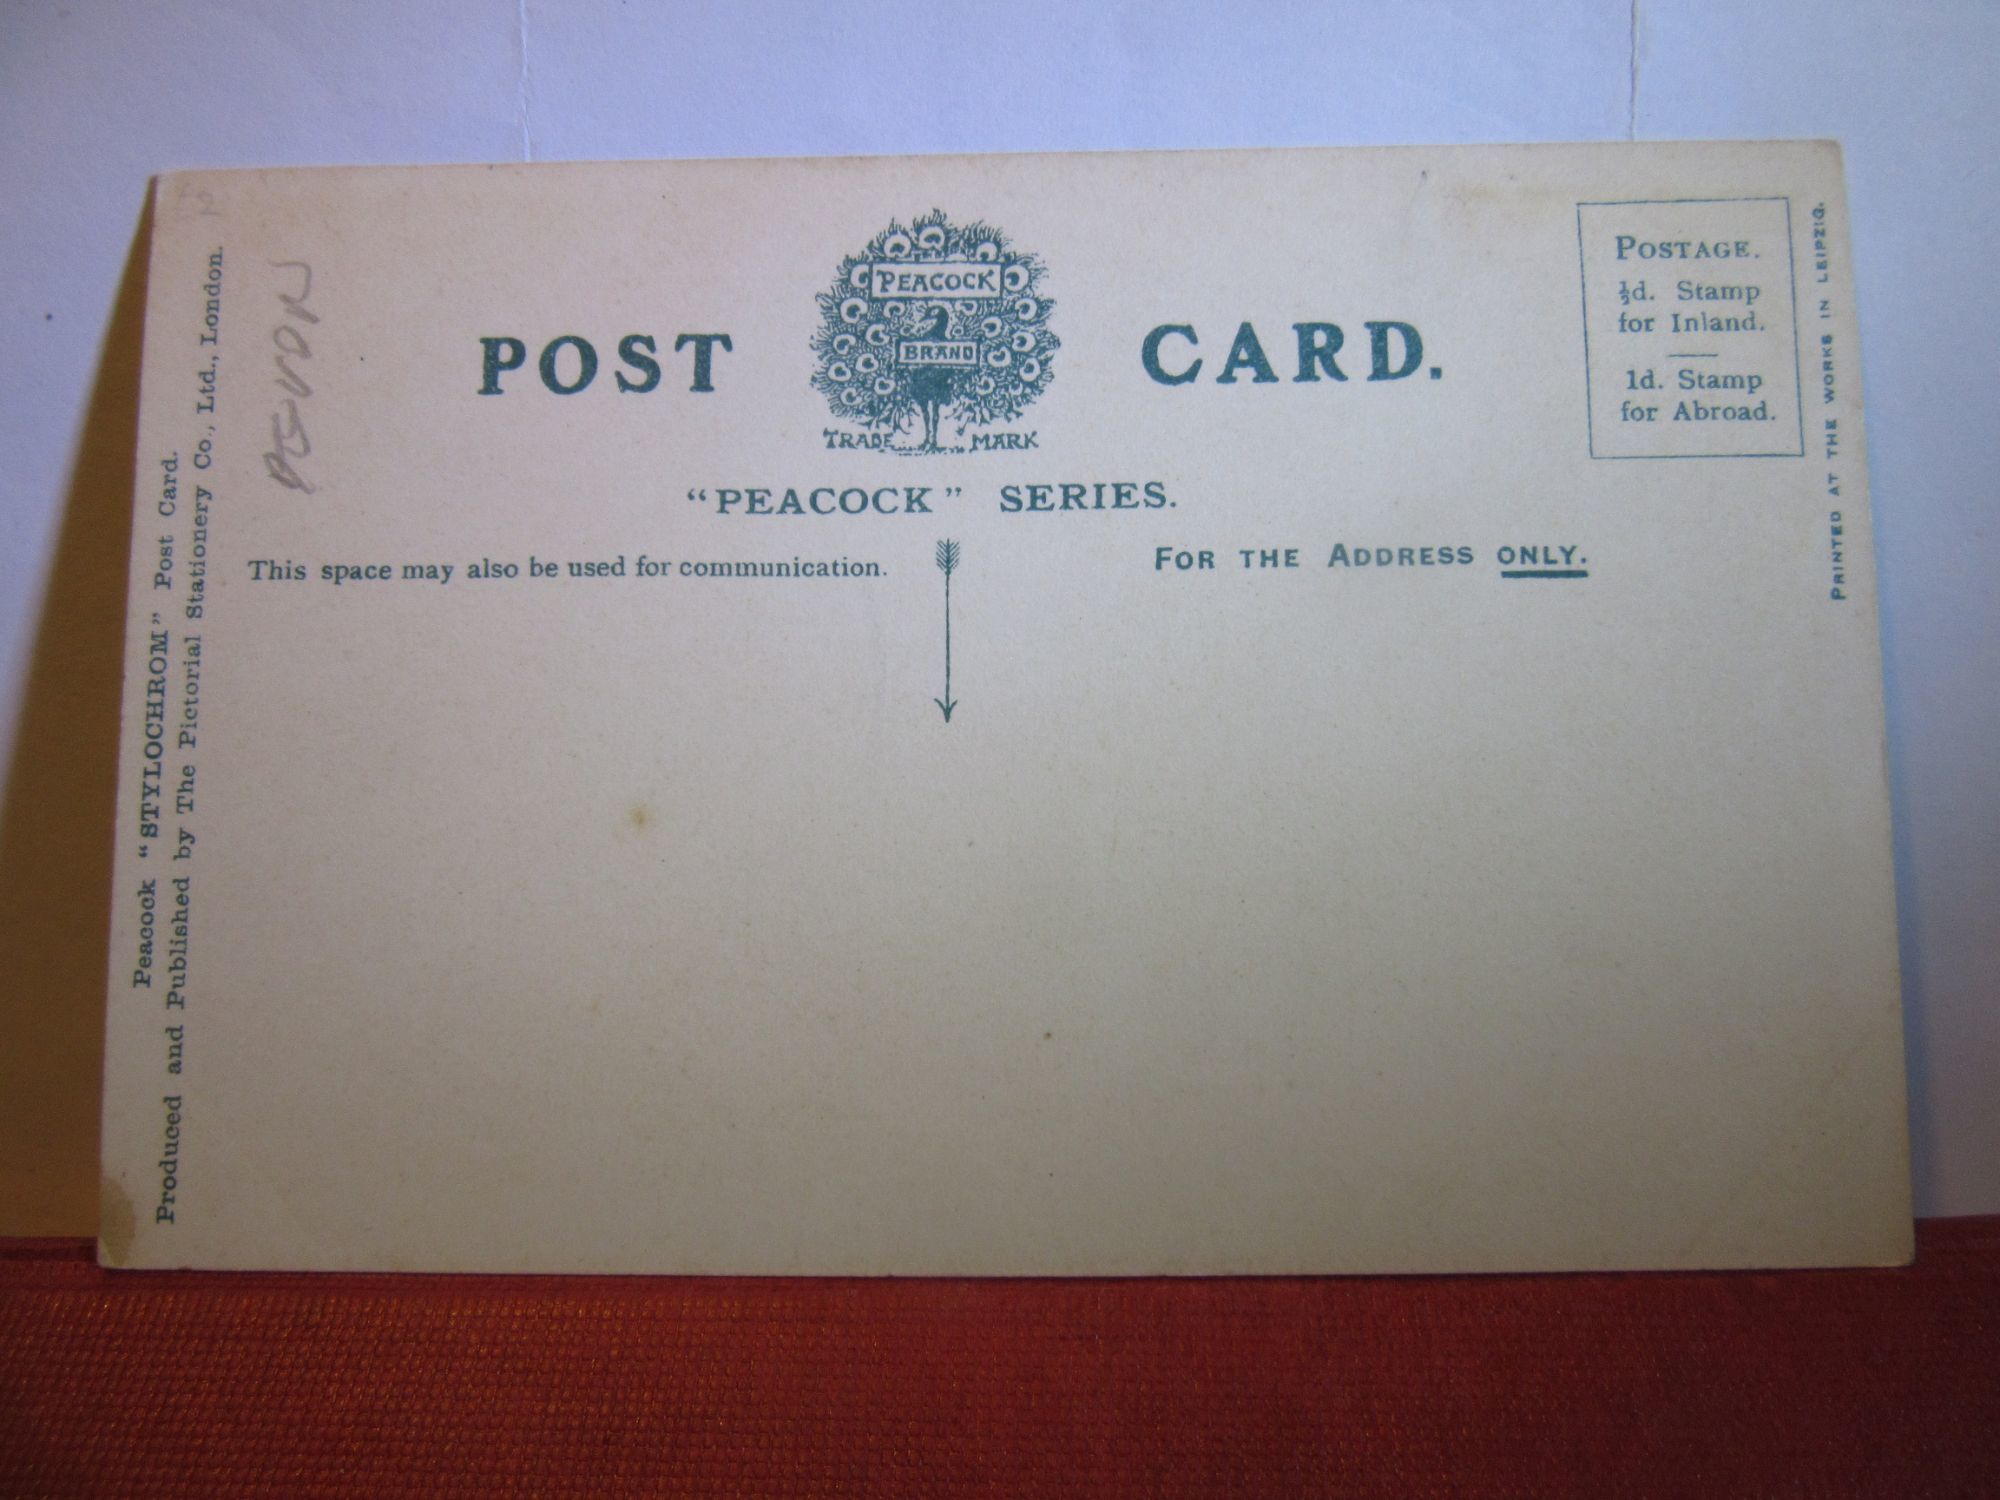 £2
DEVON
Peacock "STYLOCHROM" Post Card.
Produced and Published by The Pictorial Stationery Co., Ltd., London.
POST CARD.
PEACOCK
BRAND
TRADE MARK
"PEACOCK" SERIES.
This space may also be used for communication.
FOR THE ADDRESS ONLY.
POSTAGE.
½d. Stamp
for Inland.
1d. Stamp
for Abroad.
PRINTED AT THE WORKS IN LEIPZIG.